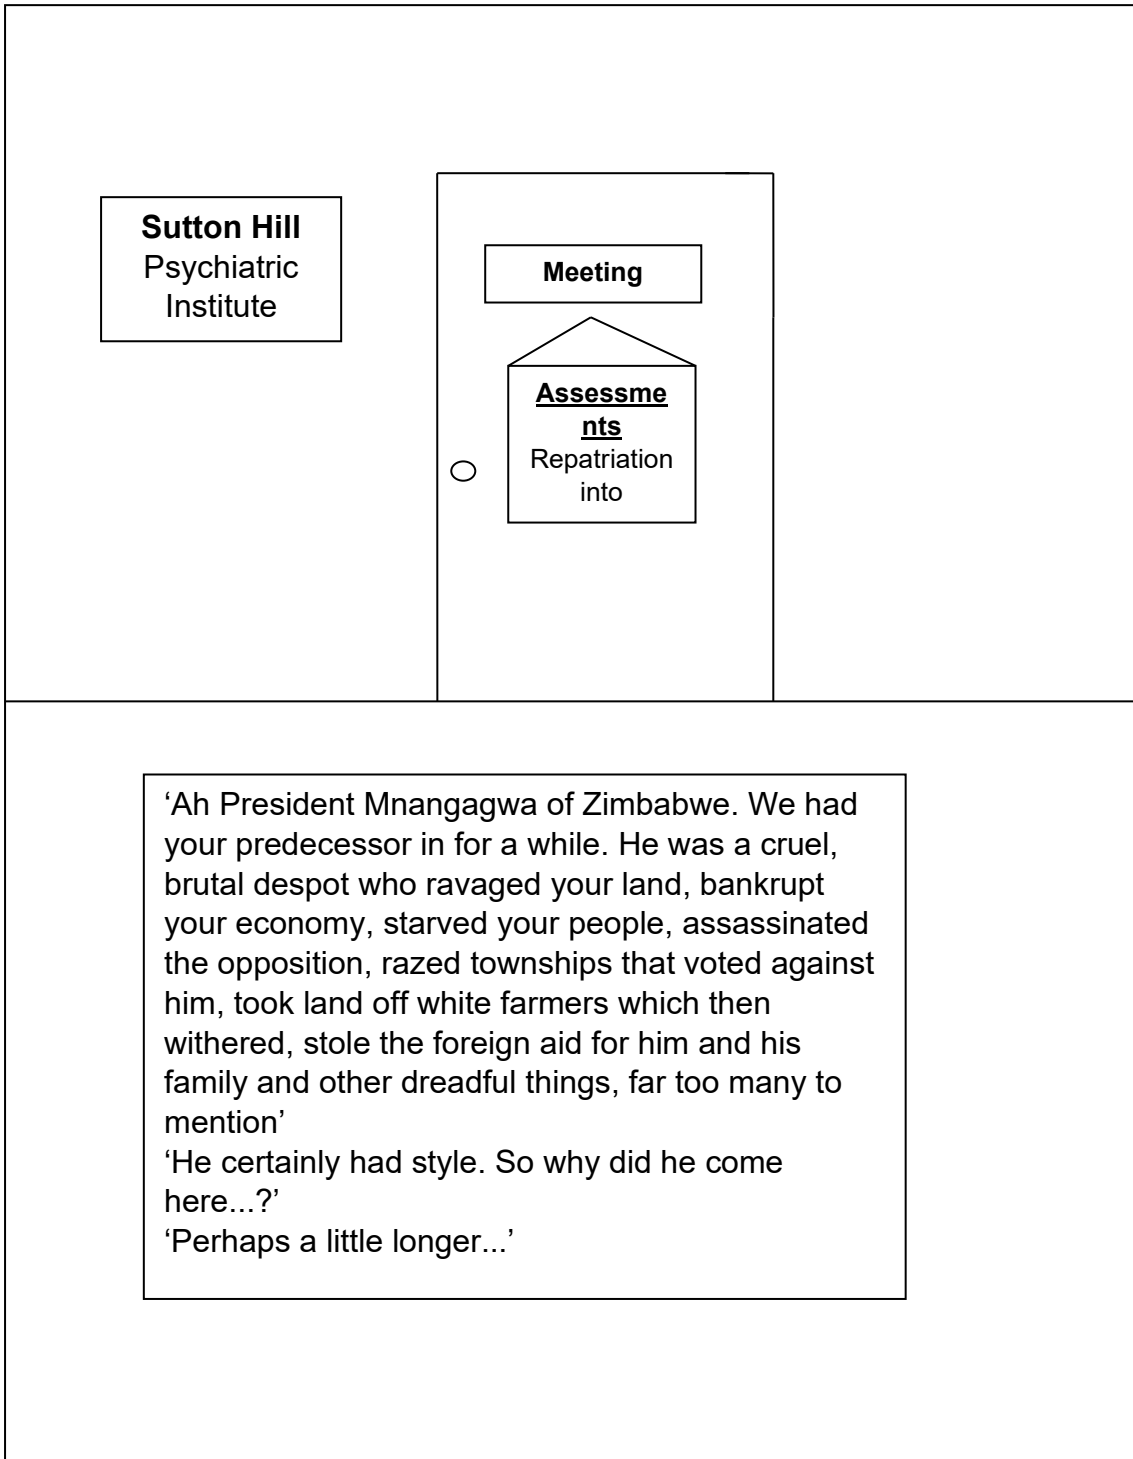 Sutton Hill
Psychiatric
Institute
Meeting
Assessme
nts
Repatriation
into
‘Ah President Mnangagwa of Zimbabwe. We had
your predecessor in for a while. He was a cruel,
brutal despot who ravaged your land, bankrupt
your economy, starved your people, assassinated
the opposition, razed townships that voted against
him, took land off white farmers which then
withered, stole the foreign aid for him and his
family and other dreadful things, far too many to
mention’
‘He certainly had style. So why did he come
here...?’
‘Perhaps a little longer...’